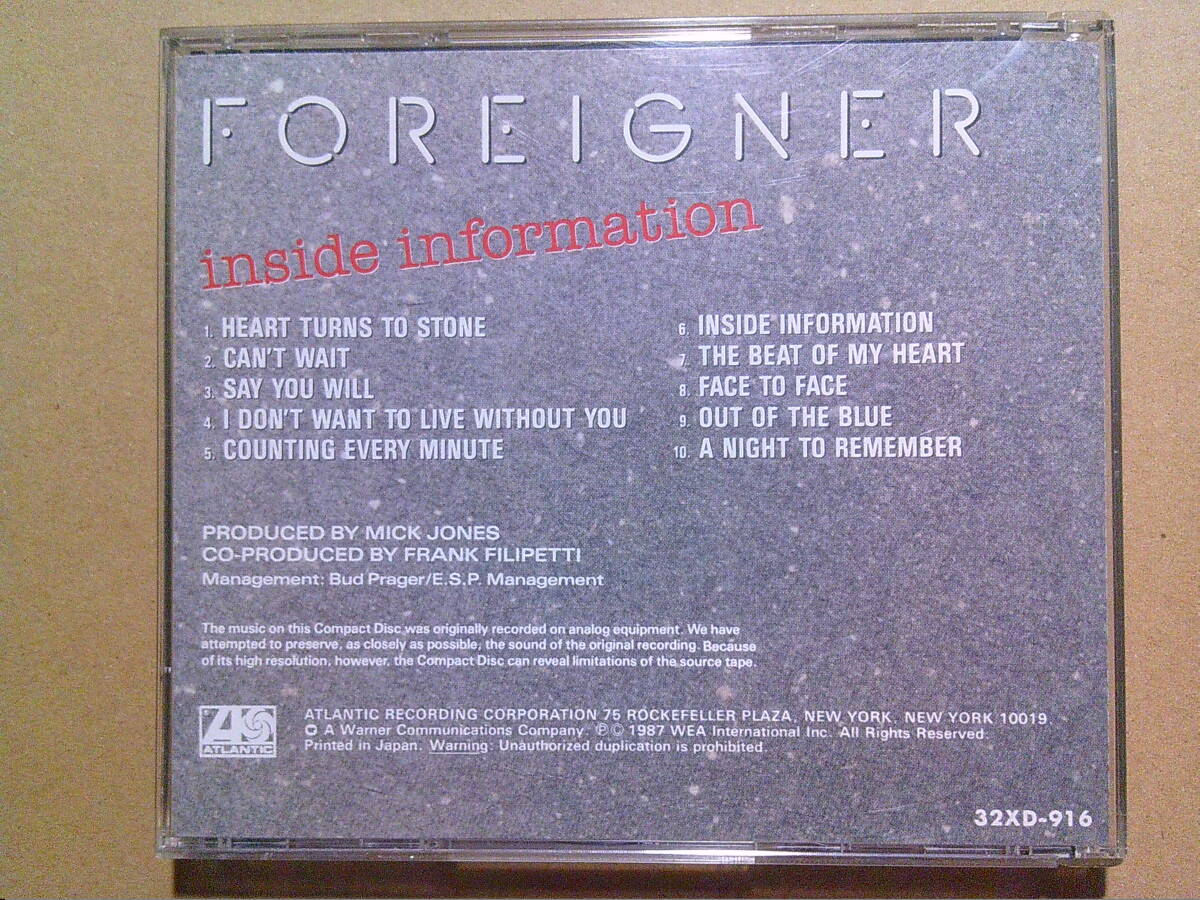 FOREIGNER
inside information
1. HEART TURNS TO STONE
2. CAN'T WAIT
3. SAY YOU WILL
4. I DON'T WANT TO LIVE WITHOUT YOU
5. COUNTING EVERY MINUTE
6. INSIDE INFORMATION
7. THE BEAT OF MY HEART
8. FACE TO FACE
9. OUT OF THE BLUE
10. A NIGHT TO REMEMBER
PRODUCED BY MICK JONES
CO-PRODUCED BY FRANK FILIPETTI
Management: Bud Prager/E.S.P. Management
The music on this Compact Disc was originally recorded on analog equipment. We have
attempted to preserve, as closely as possible, the sound of the original recording. Because
of its high resolution, however, the Compact Disc can reveal limitations of the source tape.
ATLANTIC
ATLANTIC RECORDING CORPORATION 75 ROCKEFELLER PLAZA, NEW YORK, NEW YORK 10019
A Warner Communications Company. ℗© 1987 WEA International Inc. All Rights Reserved.
Printed in Japan. Warning: Unauthorized duplication is prohibited.
32XD-916